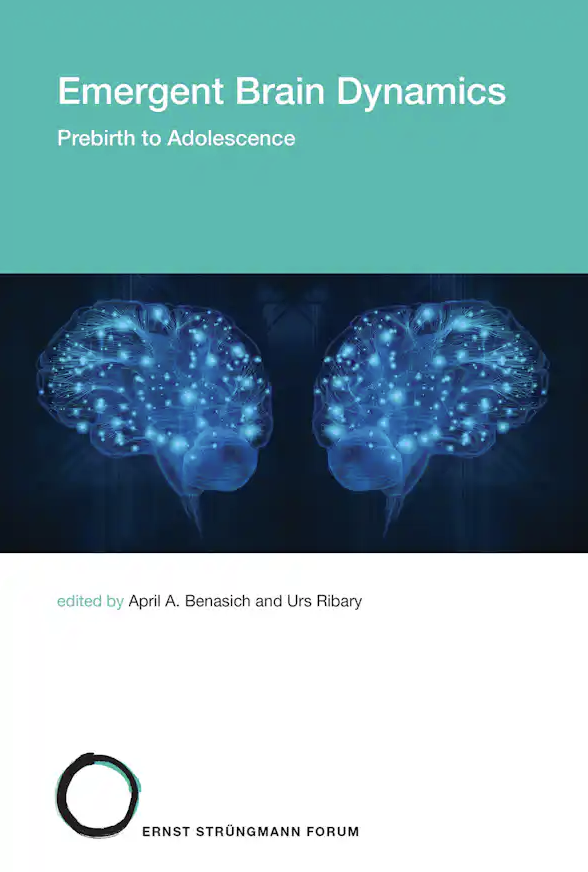 Emergent Brain Dynamics
Prebirth to Adolescence
edited by April A. Benasich and Urs Ribary
ERNST STRÜNGMANN FORUM